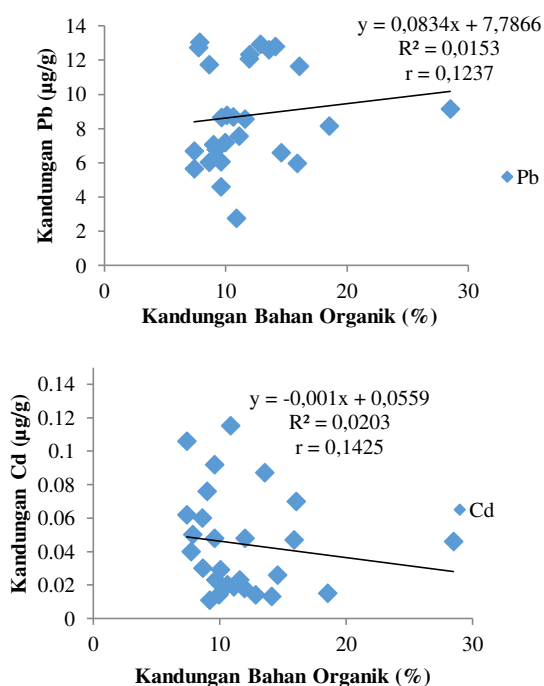 14
12
10
8
6
4
2
0
0
10
20
30
Kandungan Pb (µg/g)
Kandungan Bahan Organik (%)
y = 0,0834x + 7,7866
R² = 0,0153
r = 0,1237
Pb
0.14
0.12
0.1
0.08
0.06
0.04
0.02
0
0
10
20
30
Kandungan Cd (µg/g)
Kandungan Bahan Organik (%)
y = -0,001x + 0,0559
R² = 0,0203
r = 0,1425
Cd